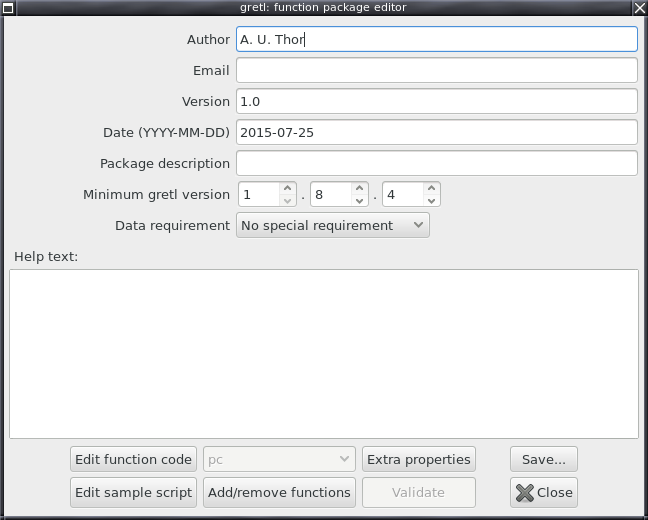 gretl: function package editor
Author A. U. Thor
Email
Version 1.0
Date (YYYY-MM-DD) 2015-07-25
Package description
Minimum gretl version 1 . 8 . 4
Data requirement No special requirement
Help text:
Edit function code pc Extra properties Save...
Edit sample script Add/remove functions Validate Close